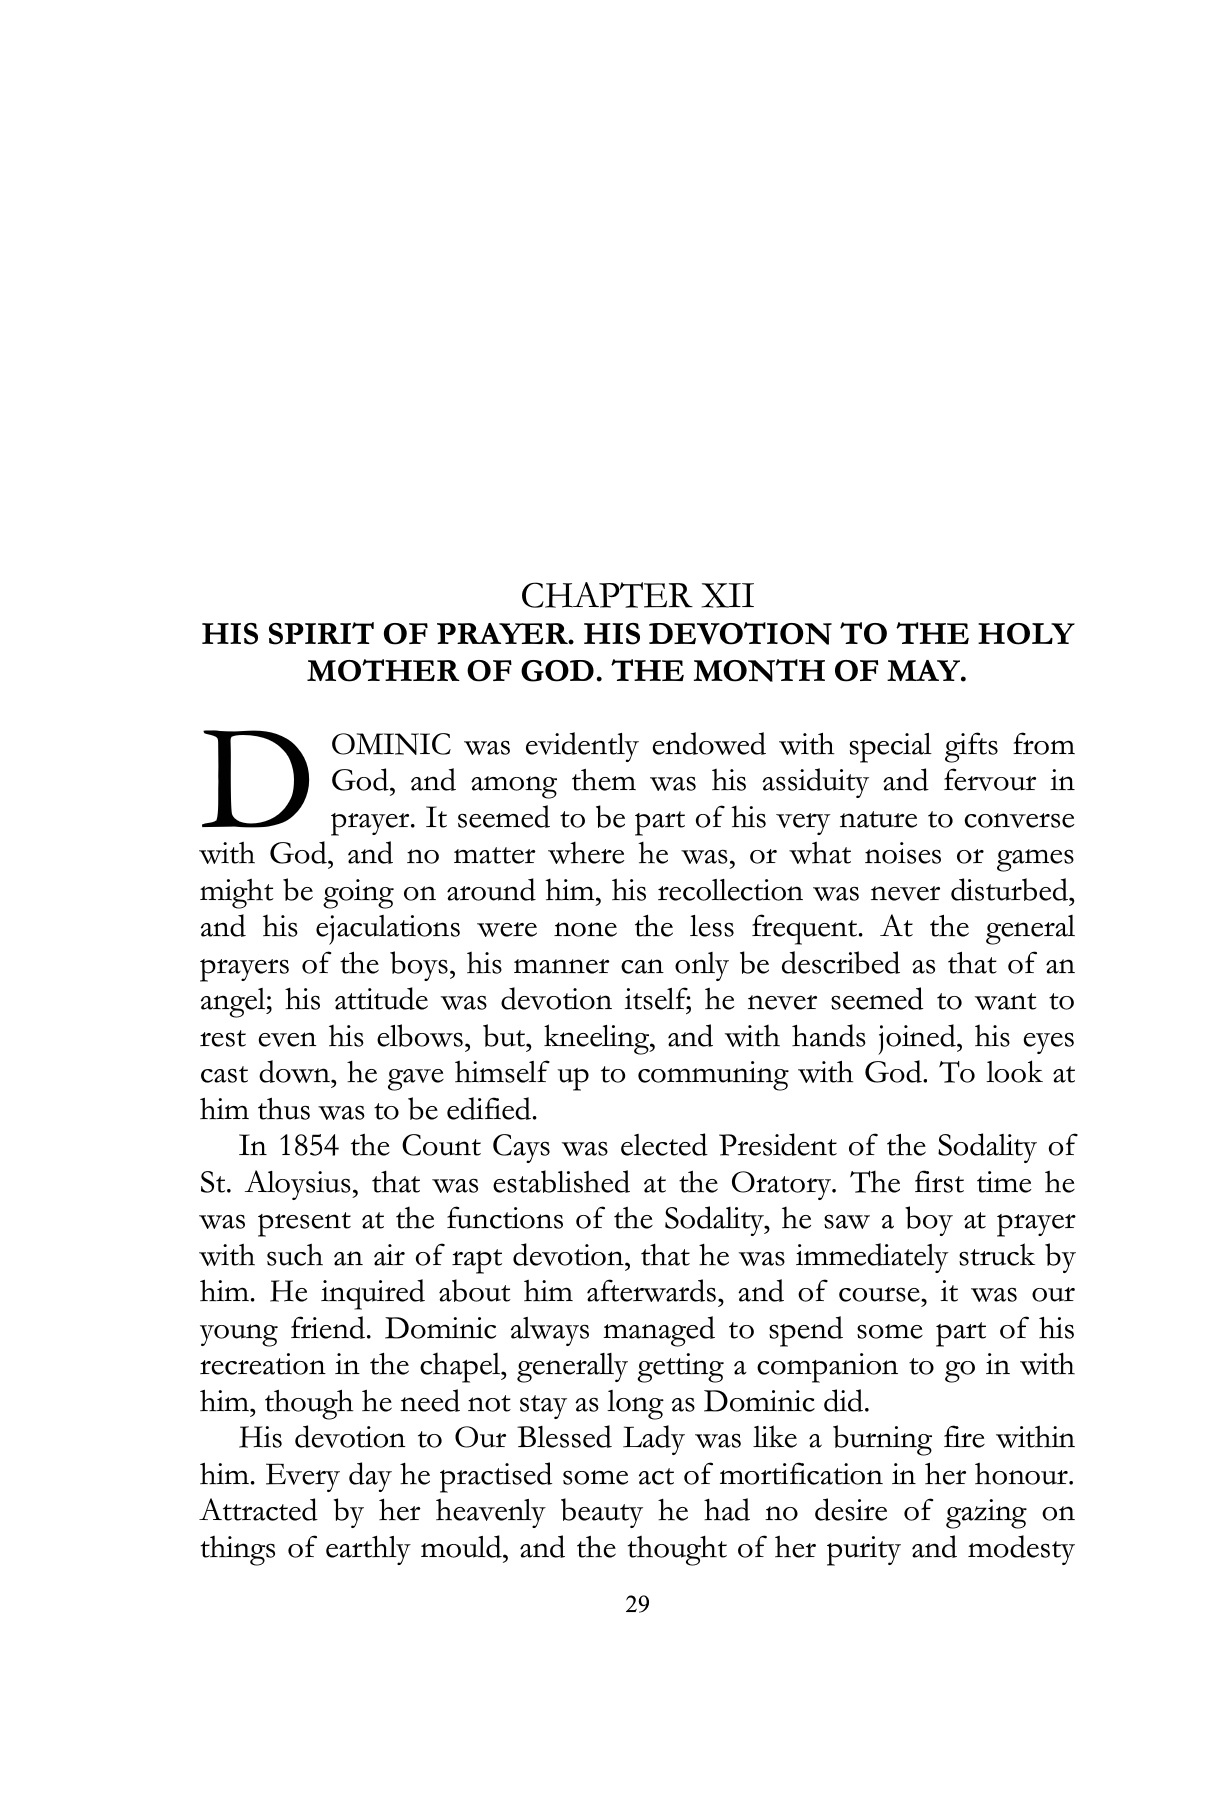 CHAPTER XII
HIS SPIRIT OF PRAYER. HIS DEVOTION TO THE HOLY
MOTHER OF GOD. THE MONTH OF MAY.
DOMINIC was evidently endowed with special gifts from
God, and among them was his assiduity and fervour in
prayer. It seemed to be part of his very nature to converse
with God, and no matter where he was, or what noises or games
might be going on around him, his recollection was never disturbed,
and his ejaculations were none the less frequent. At the general
prayers of the boys, his manner can only be described as that of an
angel; his attitude was devotion itself; he never seemed to want to
rest even his elbows, but, kneeling, and with hands joined, his eyes
cast down, he gave himself up to communing with God. To look at
him thus was to be edified.
In 1854 the Count Cays was elected President of the Sodality of
St. Aloysius, that was established at the Oratory. The first time he
was present at the functions of the Sodality, he saw a boy at prayer
with such an air of rapt devotion, that he was immediately struck by
him. He inquired about him afterwards, and of course, it was our
young friend. Dominic always managed to spend some part of his
recreation in the chapel, generally getting a companion to go in with
him, though he need not stay as long as Dominic did.
His devotion to Our Blessed Lady was like a burning fire within
him. Every day he practised some act of mortification in her honour.
Attracted by her heavenly beauty he had no desire of gazing on
things of earthly mould, and the thought of her purity and modesty
29